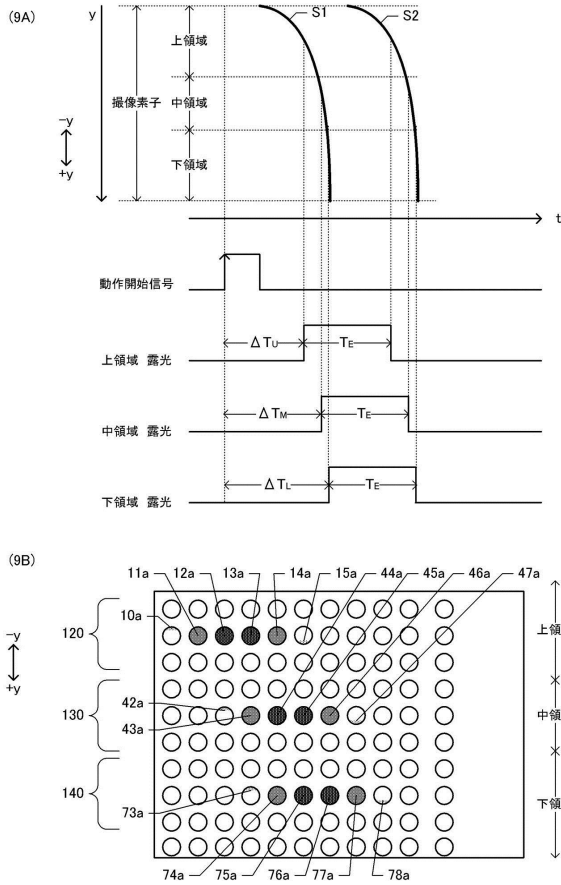 (9A)
y
S1
S2
上領域
撮像素子
中領域
-y
+y
下領域
t
動作開始信号
ΔTU
TE
上領域 露光
ΔTM
TE
中領域 露光
ΔTL
TE
下領域 露光
(9B)
11a 12a 13a 14a 15a 44a 45a 46a 47a
10a
120
上領
-y
+y
42a
130
43a
中領
140
73a
下領
74a 75a 76a 77a 78a